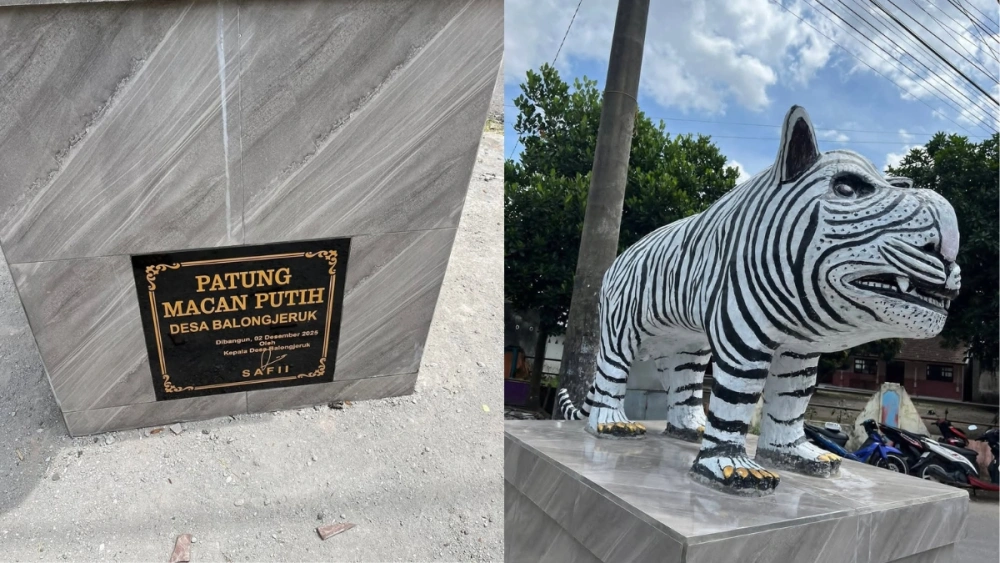 PATUNG
MACAN PUTIH
DESA BALONGJERUK
Dibangun, 02 Desember 2025
Oleh
Kepala Desa Balongjeruk
SAFII